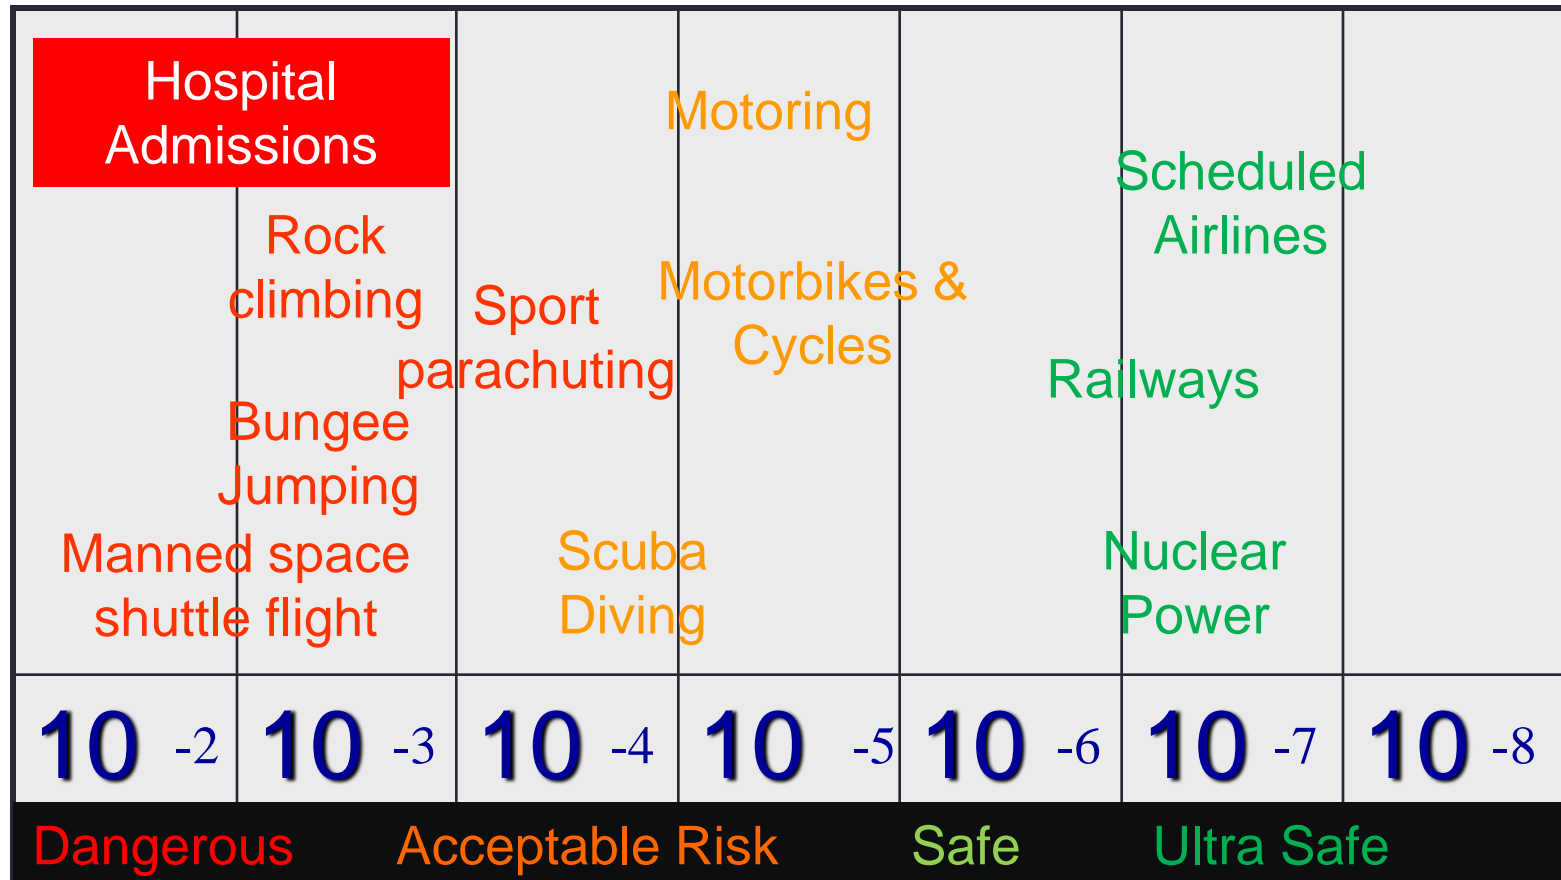 Hospital
Admissions
Motoring
Scheduled
Airlines
Rock
climbing
Sport
parachuting
Motorbikes &
Cycles
Railways
Bungee
Jumping
Manned space
shuttle flight
Scuba
Diving
Nuclear
Power
10 -2 10 -3 10 -4 10 -5 10 -6 10 -7 10 -8
Dangerous Acceptable Risk Safe Ultra Safe